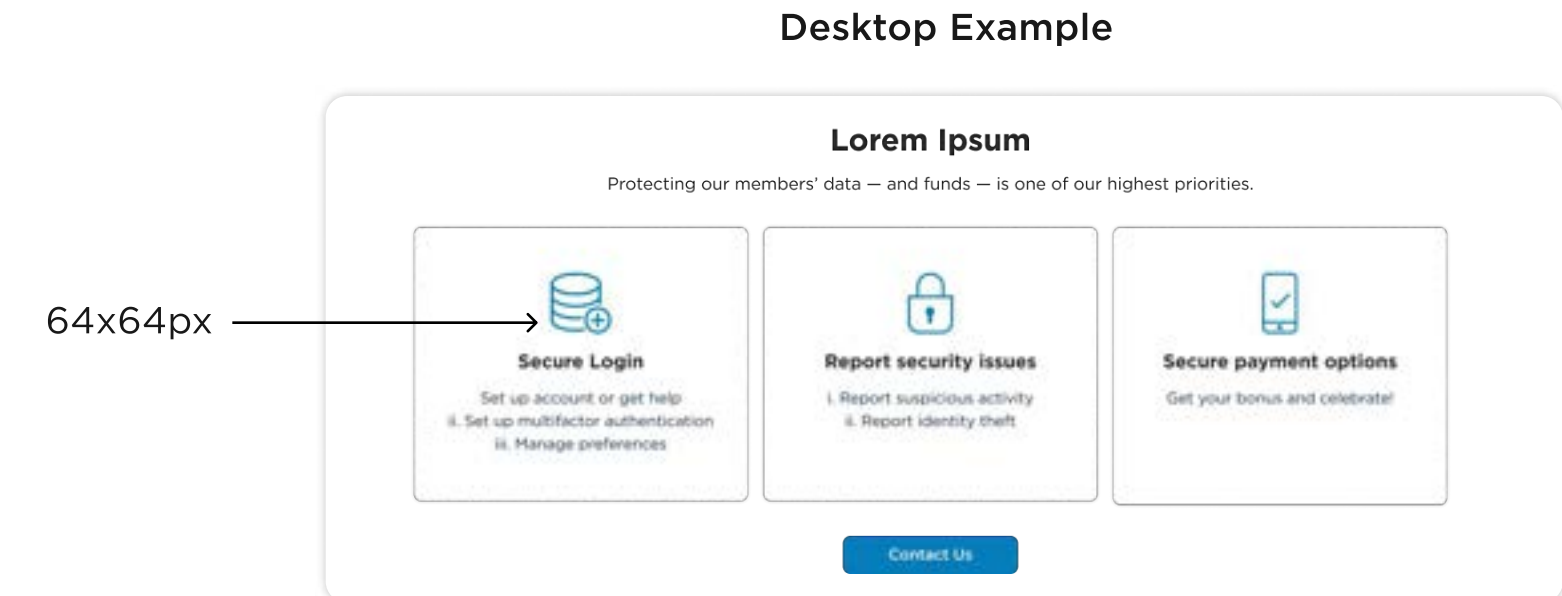 Desktop Example
Lorem Ipsum
Protecting our members’ data — and funds — is one of our highest priorities.
64x64px
Secure Login
Set up account or get help
ii. Set up multifactor authentication
iii. Manage preferences
Report security issues
i. Report suspicious activity
ii. Report identity theft
Secure payment options
Get your bonus and celebrate!
Contact Us